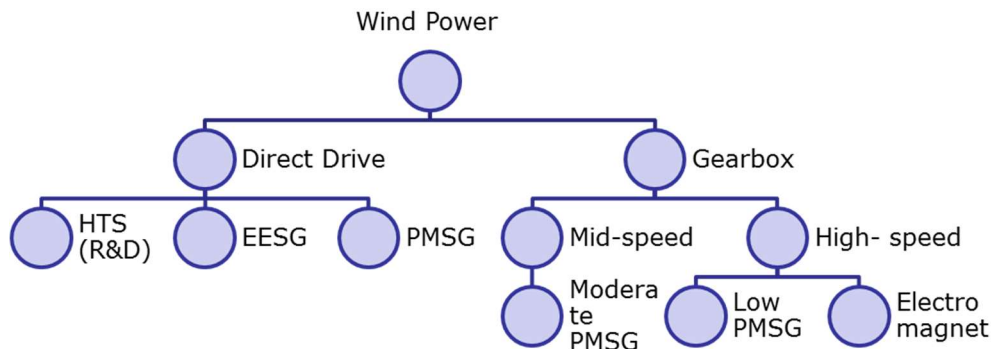 Wind Power
Direct Drive
Gearbox
HTS
(R&D)
EESG
PMSG
Mid-speed
High- speed
Modera
te
PMSG
Low
PMSG
Electro
magnet